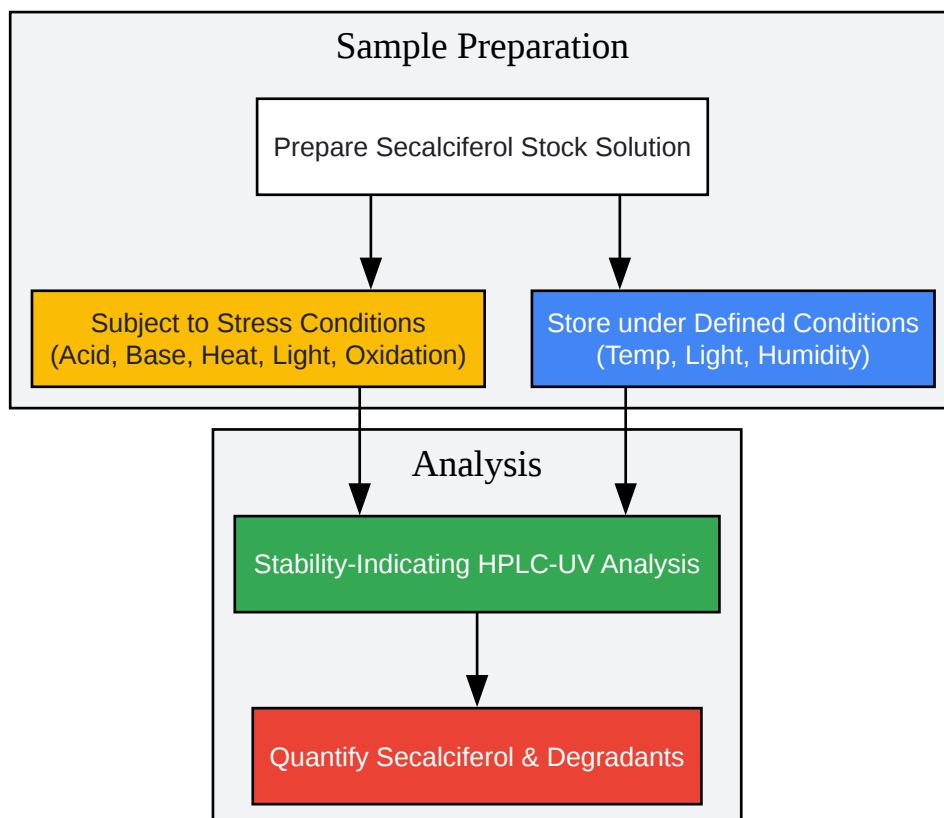 Sample Preparation
Prepare Secalciferol Stock Solution
Subject to Stress Conditions
(Acid, Base, Heat, Light, Oxidation)
Store under Defined Conditions
(Temp, Light, Humidity)
Analysis
Stability-Indicating HPLC-UV Analysis
Quantify Secalciferol & Degradants